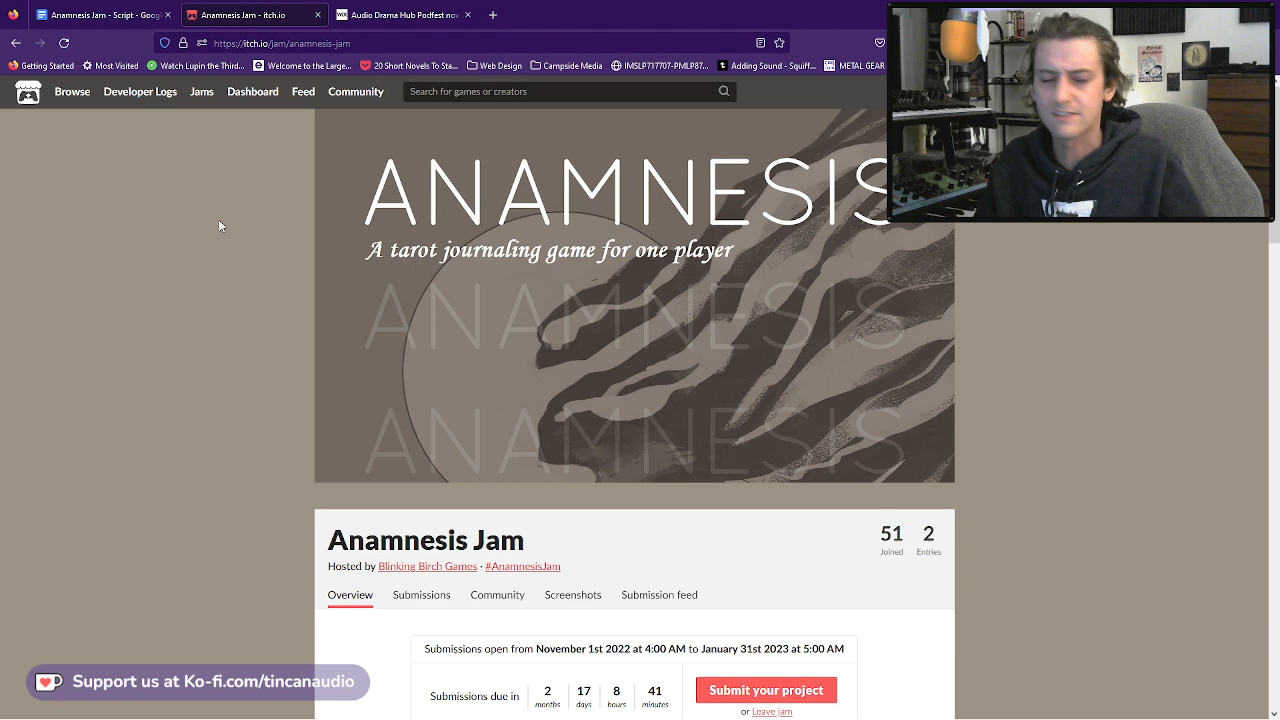 Anamnesis Jam - Script - Googl
Anamnesis Jam - itch.io
Audio Drama Hub Podfest no
http://itch.io/jam/anamnesis-jam
Getting Started
Most Visited
Watch Loupi in the Thun
Welcome to the Large...
20 Short Novels To...
Web Design
Campside Media
IMSLP717707-PMLP87...
Adding Sound - Squiff...
METAL GEAR
Browse
Developer Logs
Jams
Dashboard
Feed
Community
Search for games or creators
ANAMNESIS
A tarot journaling game for one player
ANAMNESIS
ANAMNESIS
Anamnesis Jam
51
Joined
2
Entries
Hosted by Blinking Birch Games · #AnamnesisJam
Overview
Submissions
Community
Screenshots
Submission feed
Submissions open from November 1st 2022 at 4:00 AM to January 31st 2023 at 5:00 AM
Submissions due in
2
months
17
days
8
hours
41
minutes
Submit your project
or Leave jam
Support us at Ko-fi.com/tincanaudio